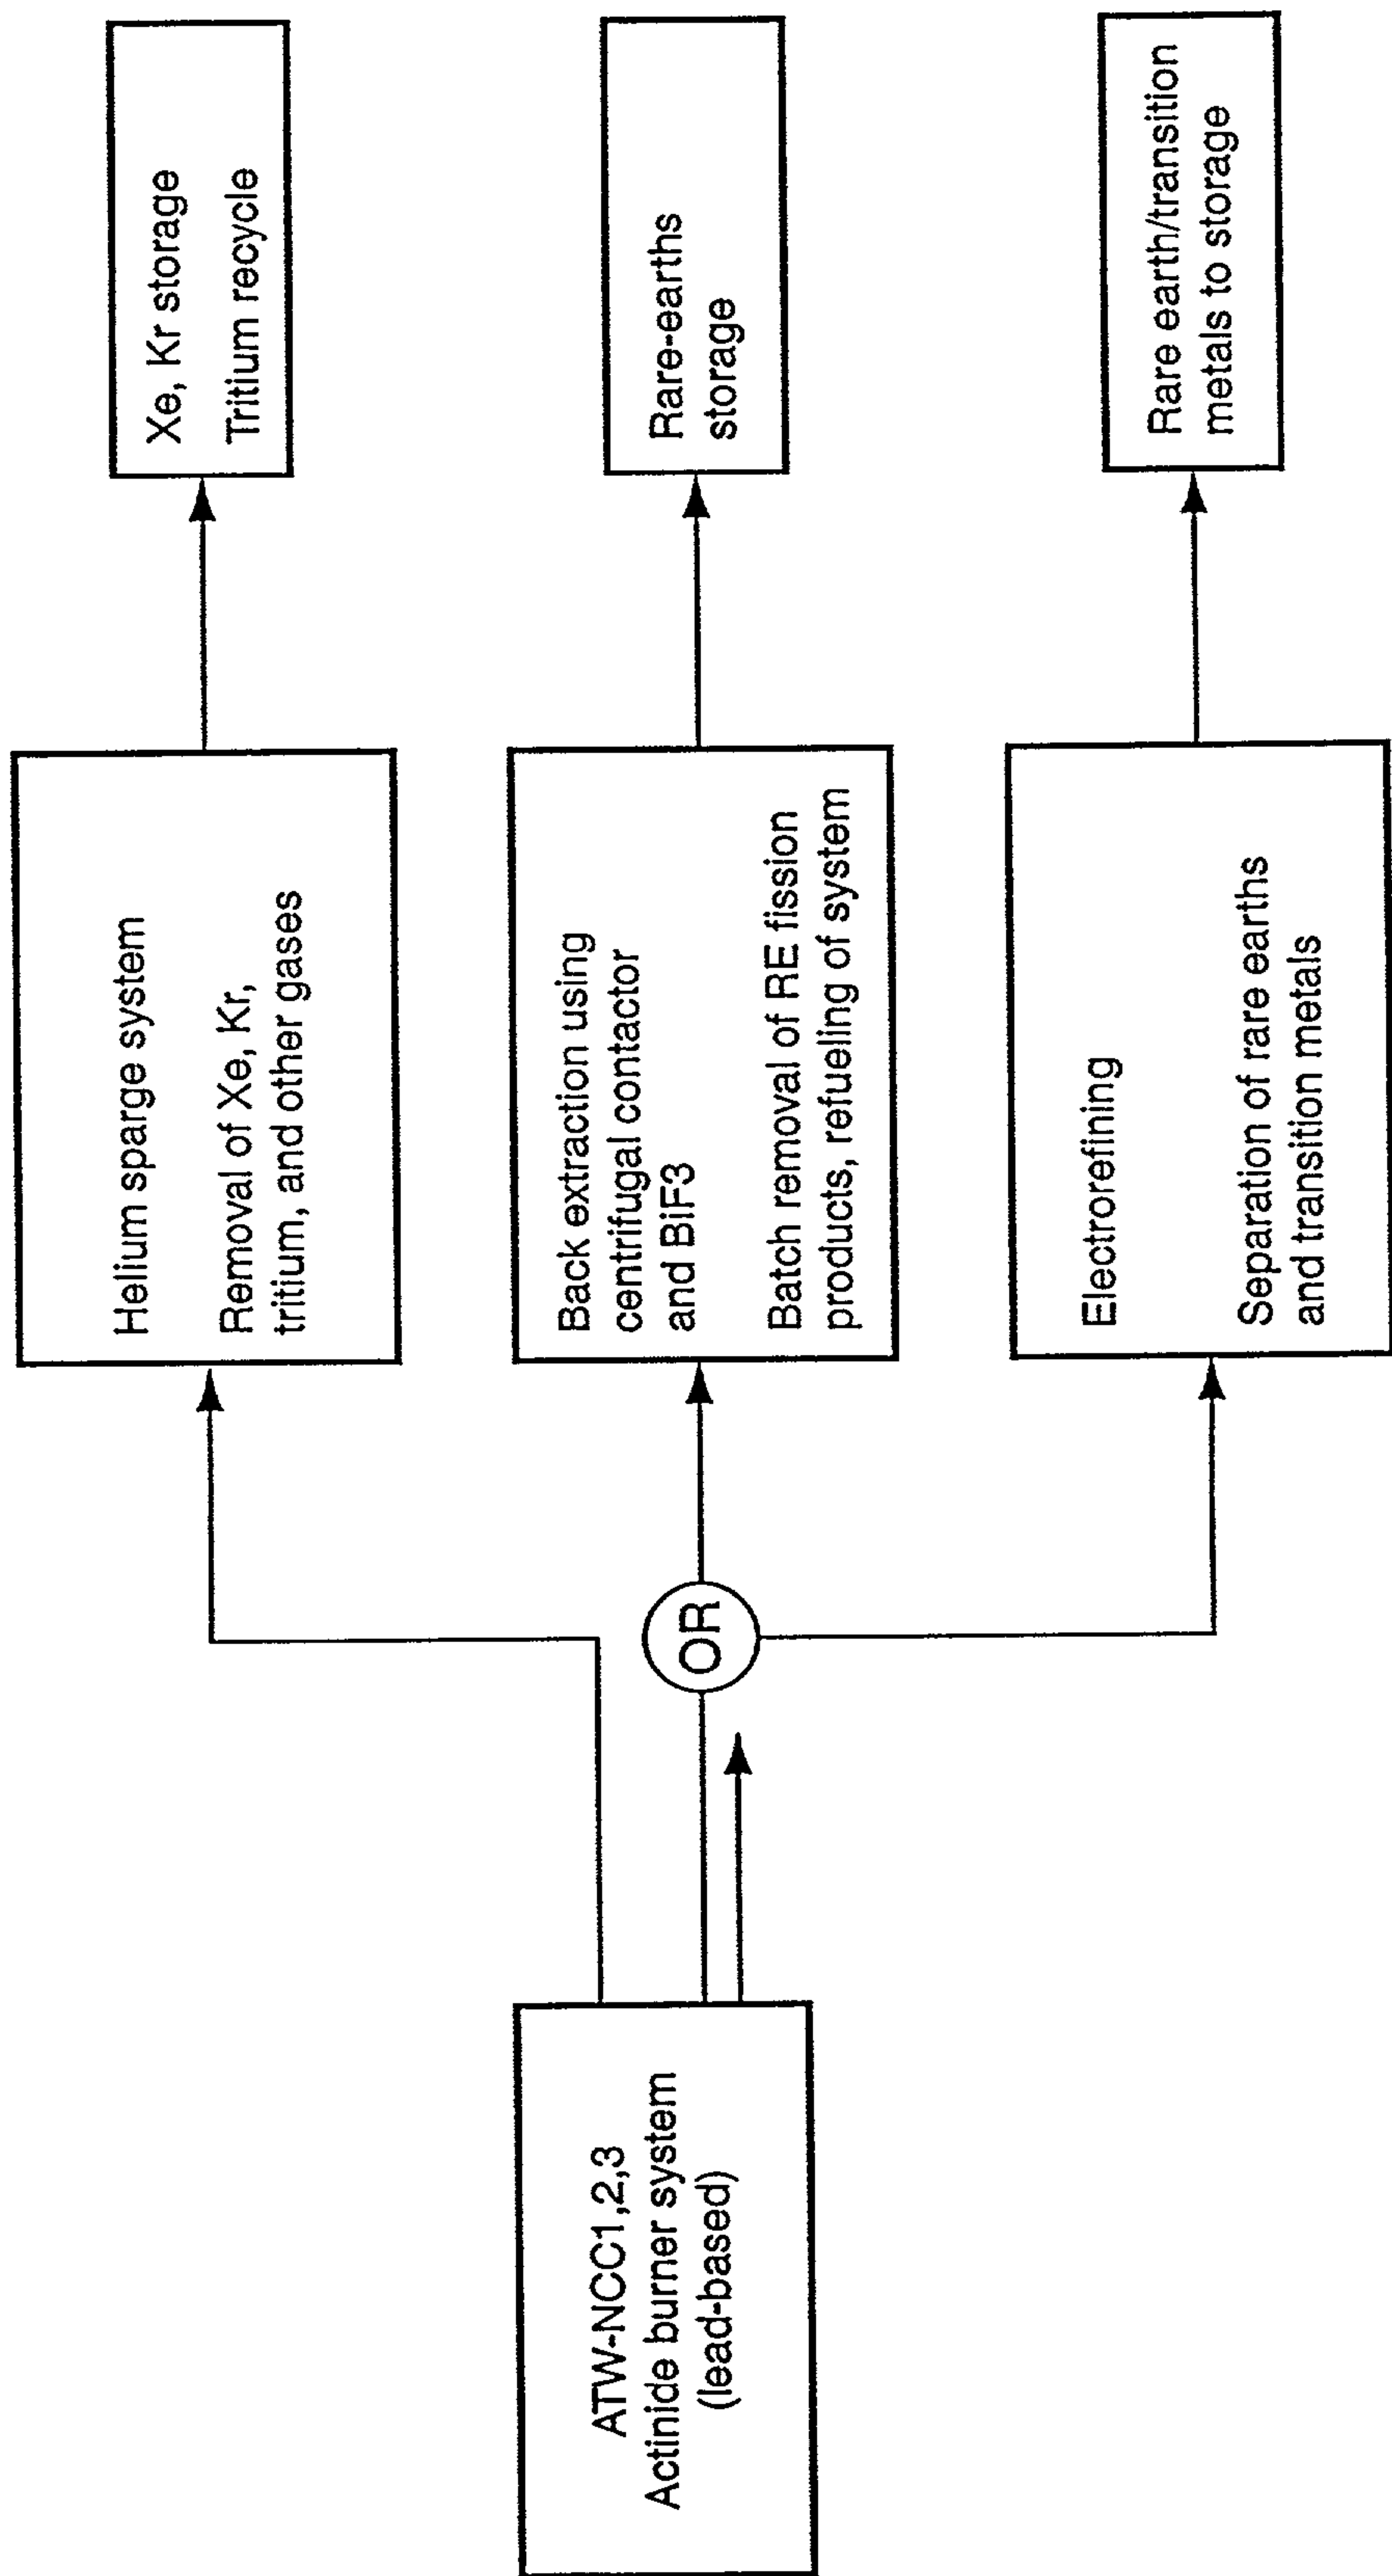 ATW-NCC1,2,3
Actinide burner system
(lead-based)
OR
Helium sparge system
Removal of Xe, Kr,
tritium, and other gases
Xe, Kr storage
Tritium recycle
Back extraction using
centrifugal contactor
and BiF3
Batch removal of RE fission
products, refueling of system
Rare-earths
storage
Electrorefining
Separation of rare earths
and transition metals
Rare earth/transition
metals to storage